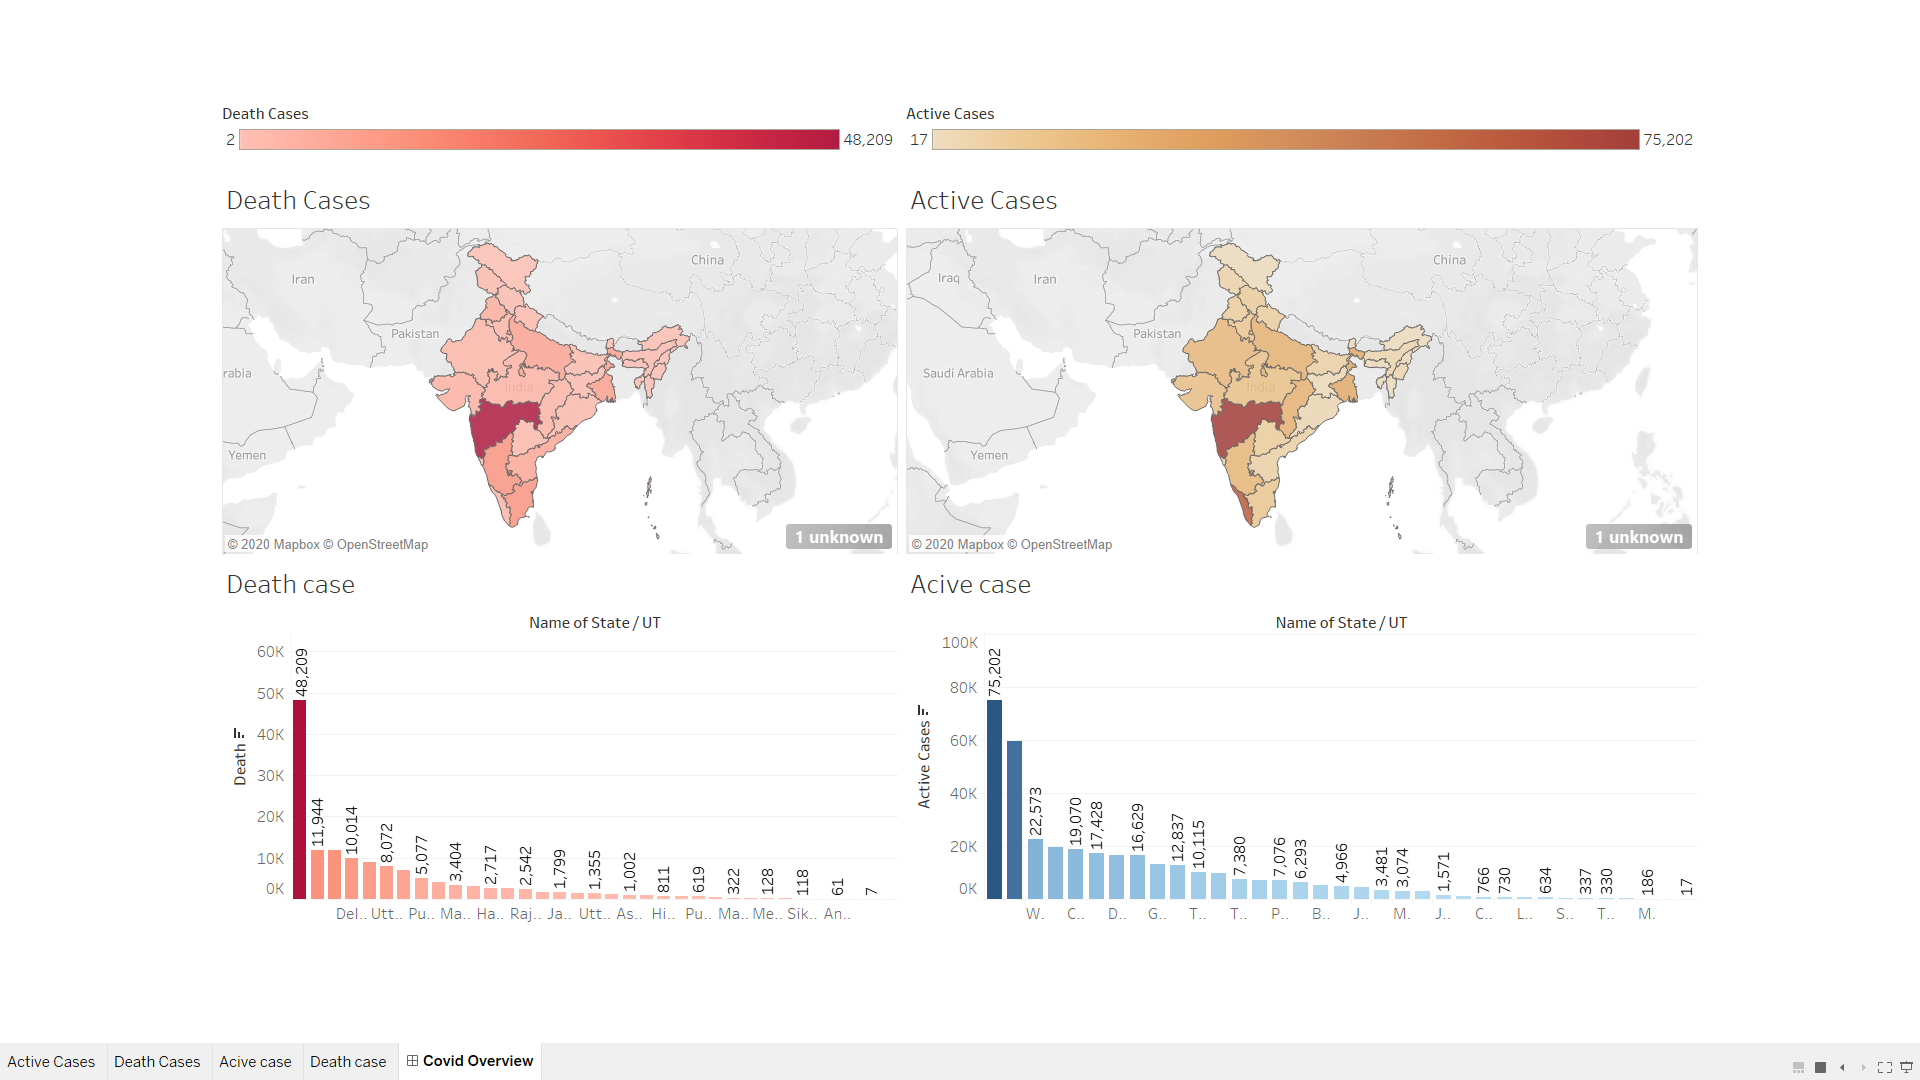 Death Cases
2 48,209
Active Cases
17 75,202
Death Cases
Iran
China
Pakistan
rabia
India
Yemen
© 2020 Mapbox © OpenStreetMap
1 unknown
Active Cases
Iraq
Iran
China
Pakistan
Saudi Arabia
India
Yemen
© 2020 Mapbox © OpenStreetMap
1 unknown
Death case
Name of State / UT
Death
60K
50K
40K
30K
20K
10K
0K
48,209 11,944 10,014 8,072 5,077 3,404 2,717 2,542 1,799 1,355 1,002 811 619 322 128 118 61 7
Del.. Utt.. Pu.. Ma.. Ha.. Raj.. Ja.. Utt.. As.. Hi.. Pu.. Ma.. Me.. Sik.. An..
Acive case
Name of State / UT
Active Cases
100K
80K
60K
40K
20K
0K
75,202 22,573 19,070 17,428 16,629 12,837 10,115 7,380 7,076 6,293 4,966 3,481 3,074 1,571 766 730 634 337 330 186 17
W. C.. D.. G.. T.. T.. P.. B.. J.. M. J.. C.. L.. S.. T.. M.
Active Cases Death Cases Acive case Death case Covid Overview